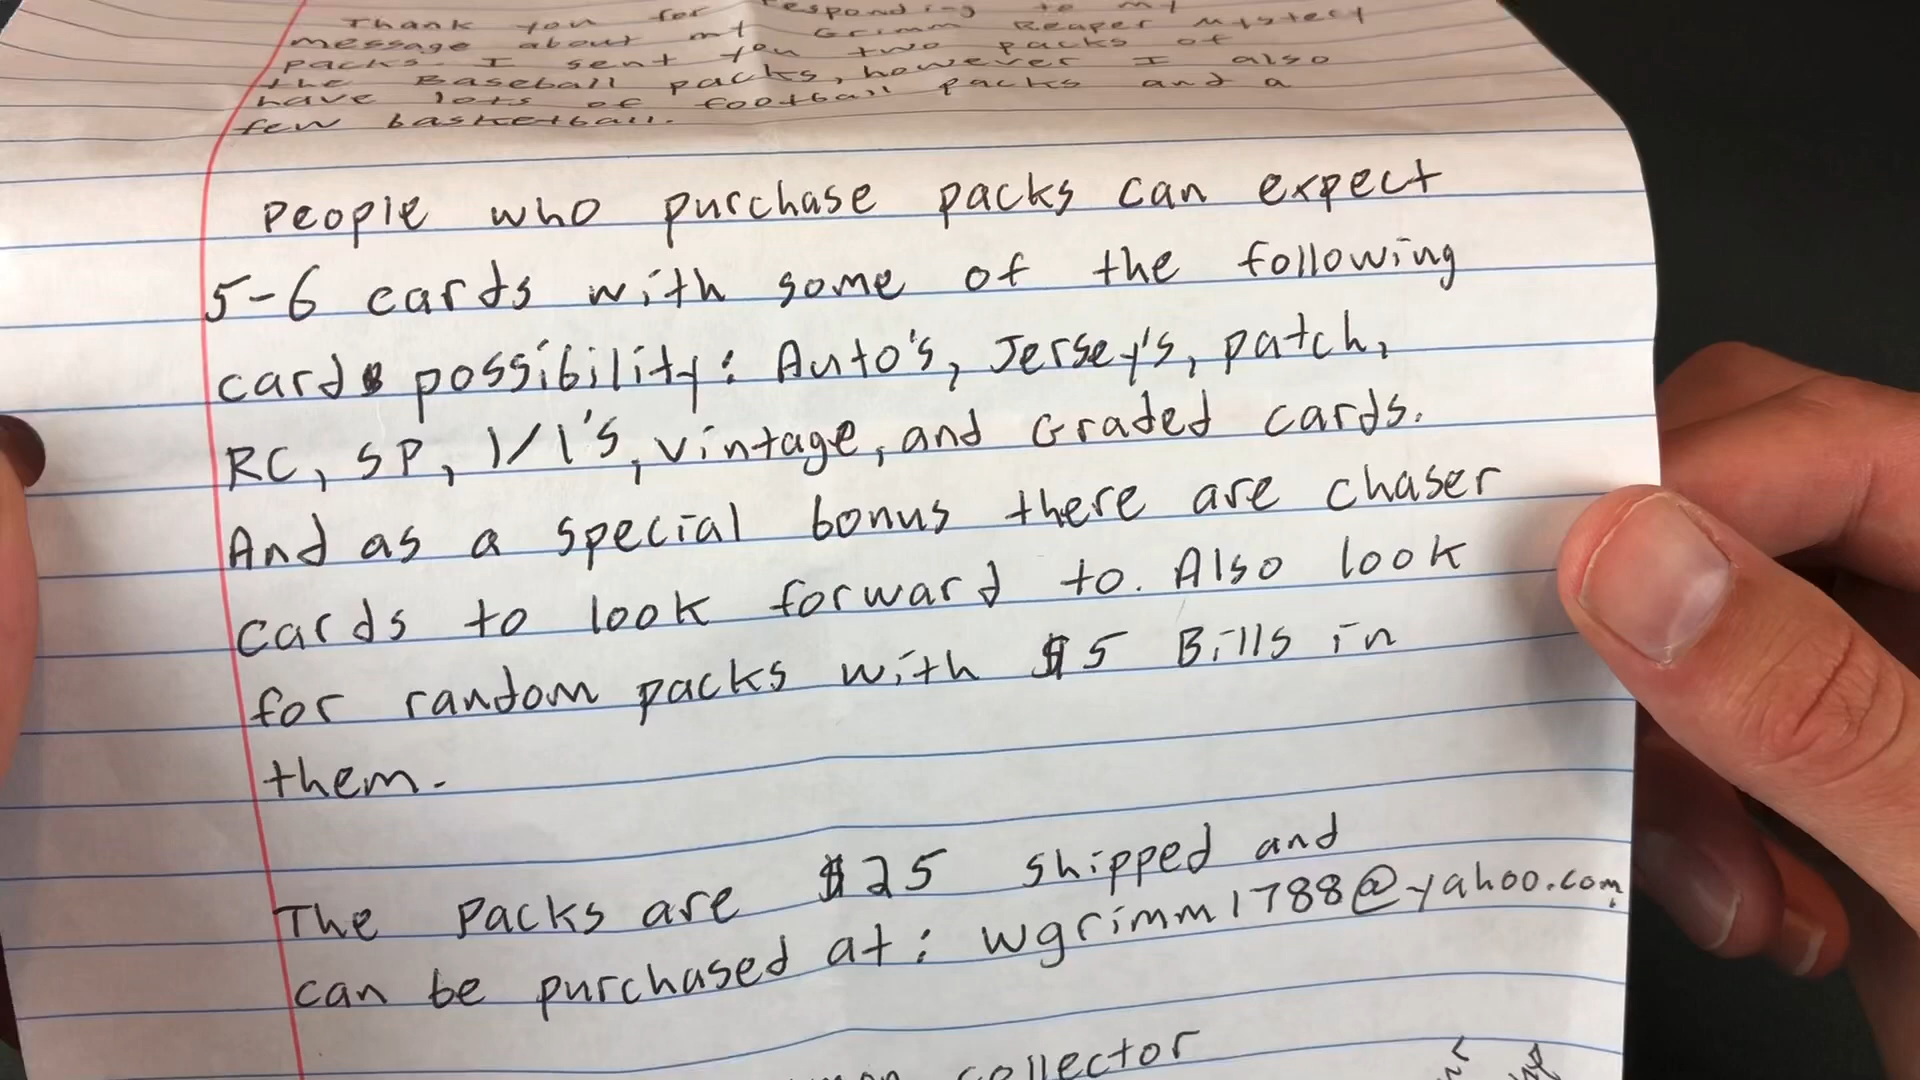 Thank you for responding to my
message about my Grimm Reaper Mystery
packs. I sent you two packs of
the Baseball packs, however I also
have lots of football packs and a
few basketball.
People who purchase packs can expect
5-6 cards with some of the following
cards possibility: Auto's, Jersey's, patch,
RC, SP, 1/1's, vintage, and Graded cards.
And as a special bonus there are chaser
cards to look forward to. Also look
for random packs with $5 Bills in
them.
The packs are $25 shipped and
can be purchased at: wgrimm1788@yahoo.com
collector